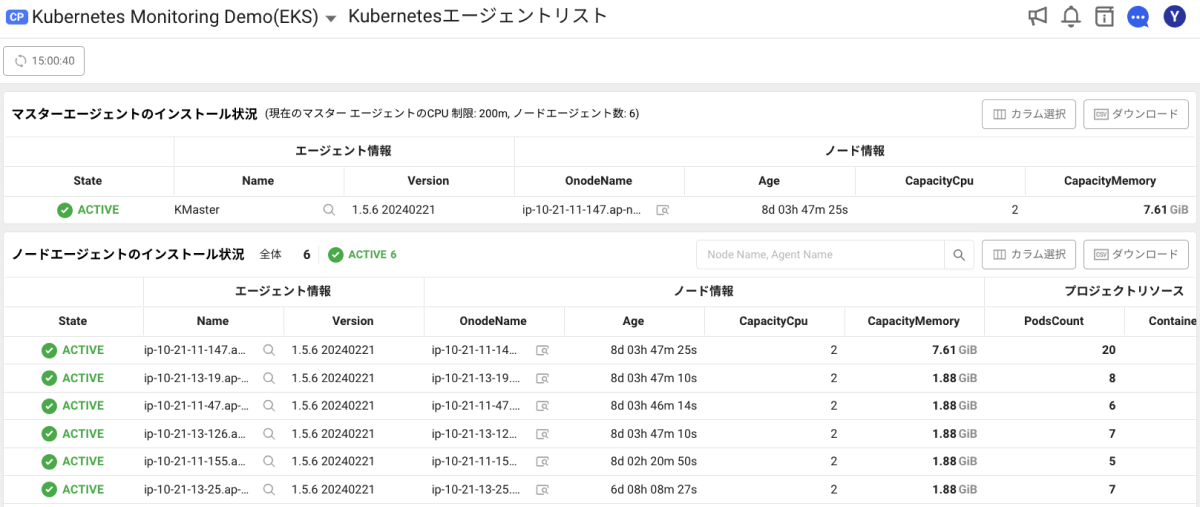 CP Kubernetes Monitoring Demo(EKS) Kubernetesエージェントリスト Y
15:00:40
マスターエージェントのインストール状況 (現在のマスター エージェントのCPU 制限: 200m, ノードエージェント数: 6) カラム選択 CSV ダウンロード
エージェント情報 ノード情報
State Name Version OnodeName Age CapacityCpu CapacityMemory
ACTIVE KMaster 1.5.6 20240221 ip-10-21-11-147.ap-n... 8d 03h 47m 25s 2 7.61 GiB
ノードエージェントのインストール状況 全体 6 ACTIVE 6 Node Name, Agent Name カラム選択 CSV ダウンロード
エージェント情報 ノード情報 プロジェクトリソース
State Name Version OnodeName Age CapacityCpu CapacityMemory PodsCount Containe
ACTIVE ip-10-21-11-147.a... 1.5.6 20240221 ip-10-21-11-14... 8d 03h 47m 25s 2 7.61 GiB 20
ACTIVE ip-10-21-13-19.ap-... 1.5.6 20240221 ip-10-21-13-19.... 8d 03h 47m 10s 2 1.88 GiB 8
ACTIVE ip-10-21-11-47.ap-... 1.5.6 20240221 ip-10-21-11-47.... 8d 03h 46m 14s 2 1.88 GiB 6
ACTIVE ip-10-21-13-126.a... 1.5.6 20240221 ip-10-21-13-12... 8d 03h 47m 10s 2 1.88 GiB 7
ACTIVE ip-10-21-11-155.a... 1.5.6 20240221 ip-10-21-11-15... 8d 02h 20m 50s 2 1.88 GiB 5
ACTIVE ip-10-21-13-25.ap-... 1.5.6 20240221 ip-10-21-13-25.... 6d 08h 08m 27s 2 1.88 GiB 7